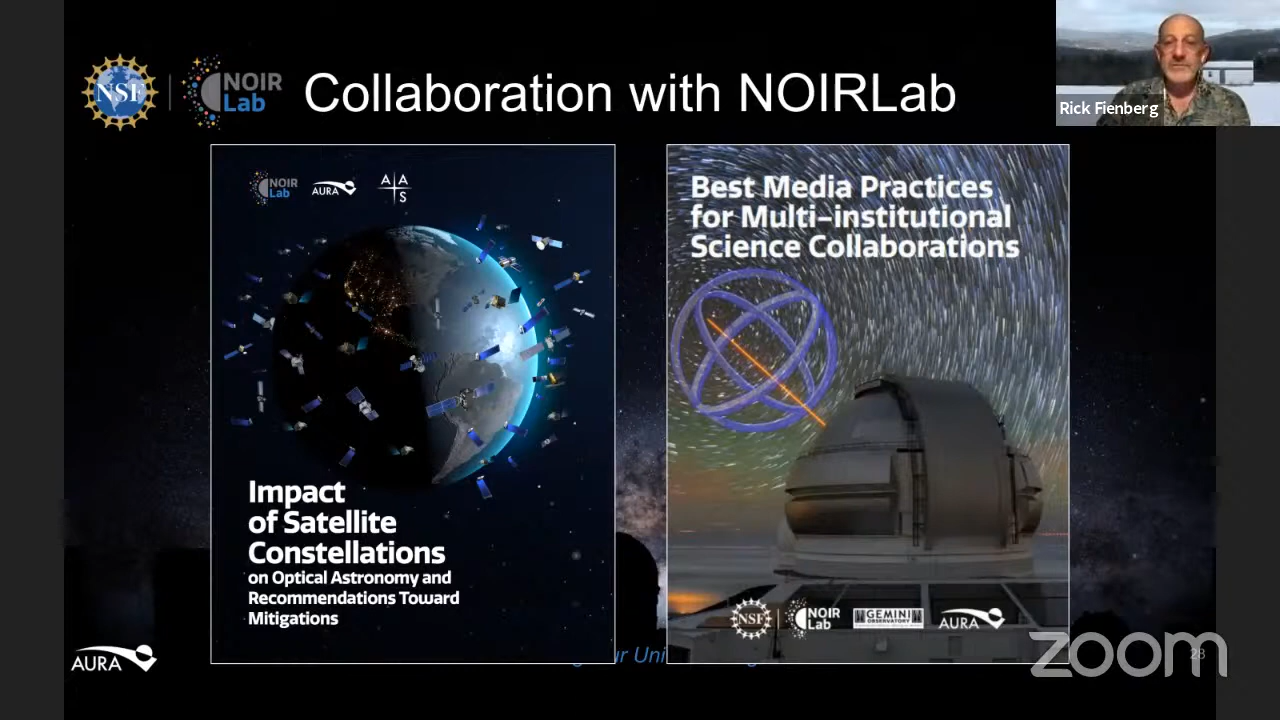 NSF
NOIR
Lab
Collaboration with NOIRLab
Rick Fienberg
NOIR
Lab
AURA
A A
S
Impact
of Satellite
Constellations
on Optical Astronomy and
Recommendations Toward
Mitigations
Best Media Practices
for Multi-institutional
Science Collaborations
NSF
NOIR
Lab
GEMINI
OBSERVATORY
AURA
AURA
zoom
28